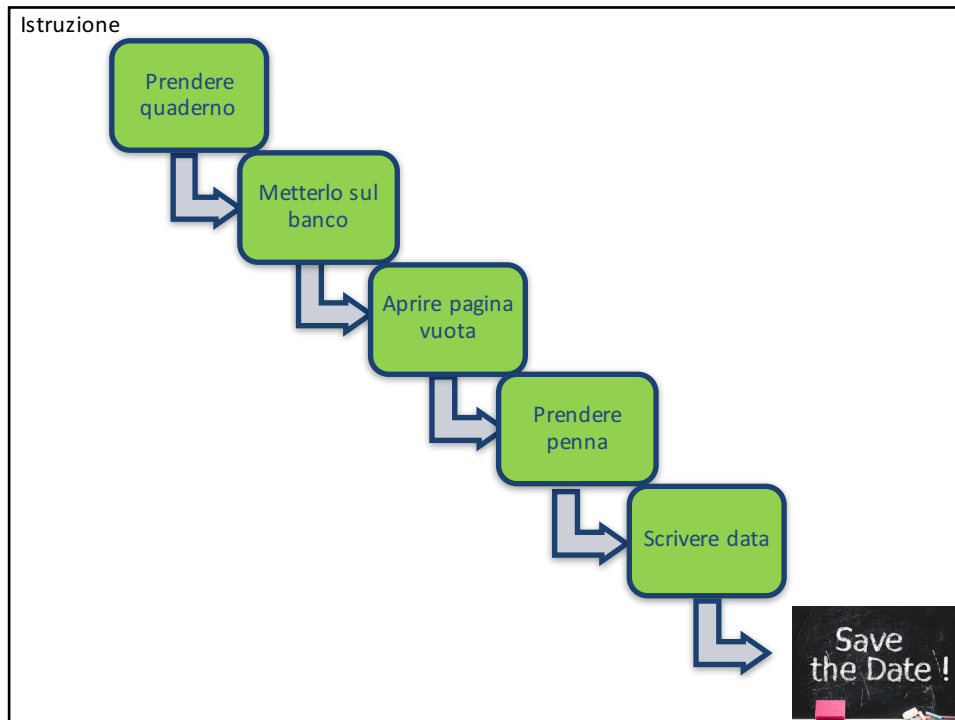 Istruzione
Prendere
quaderno
Metterlo sul
banco
Aprire pagina
vuota
Prendere
penna
Scrivere data
Save
the Date !